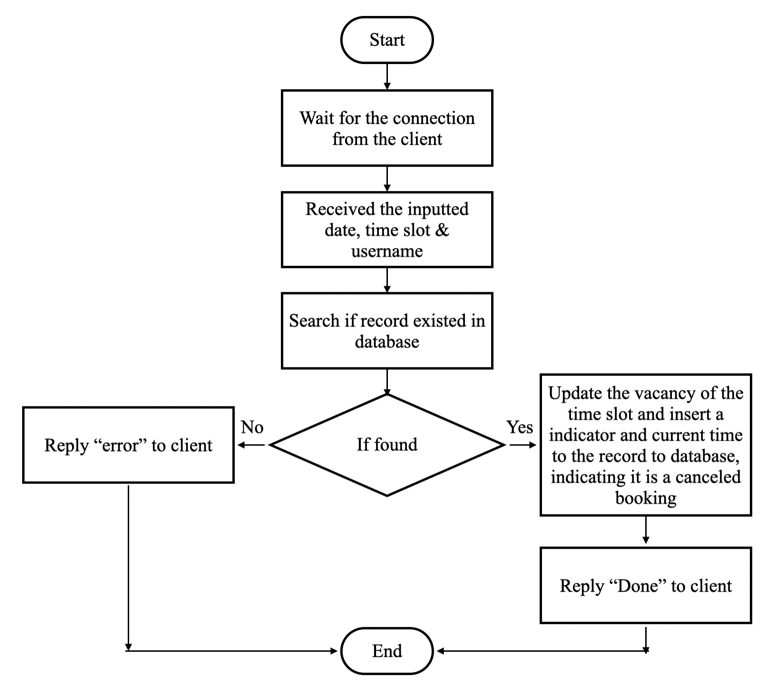 Start
Wait for the connection
from the client
Received the inputted
date, time slot &
username
Search if record existed in
database
If found
No
Yes
Reply “error” to client
Update the vacancy of the
time slot and insert a
indicator and current time
to the record to database,
indicating it is a canceled
booking
Reply “Done” to client
End